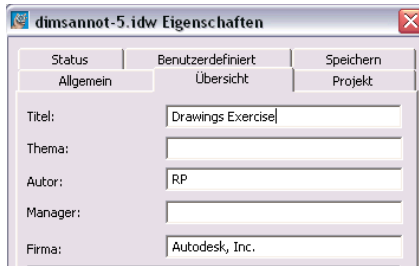 dimsannot-5.idw Eigenschaften
Status Benutzerdefiniert Speichern
Allgemein Übersicht Projekt
Titel: Drawings Exercise
Thema:
Autor: RP
Manager:
Firma: Autodesk, Inc.